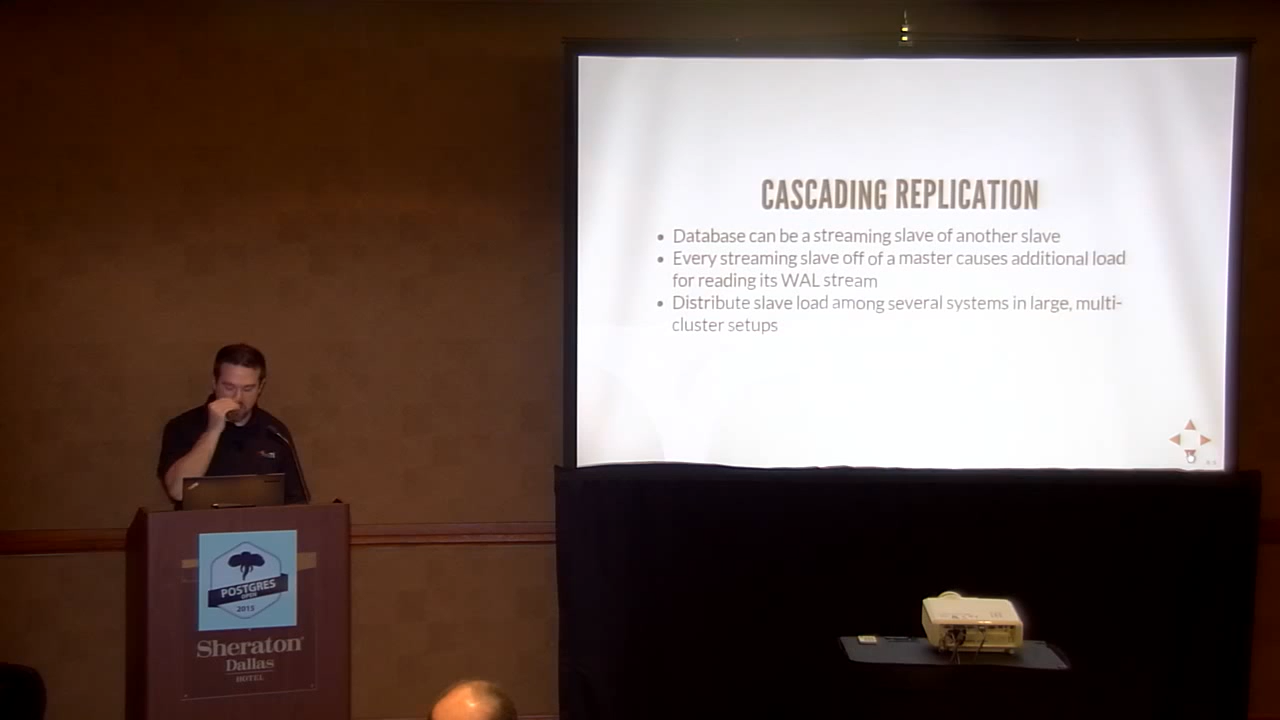 CASCADING REPLICATION
• Database can be a streaming slave of another slave
• Every streaming slave off of a master causes additional load
for reading its WAL stream
• Distribute slave load among several systems in large, multi-
cluster setups
POSTGRES
OPEN
2015
Sheraton
Dallas
HOTEL